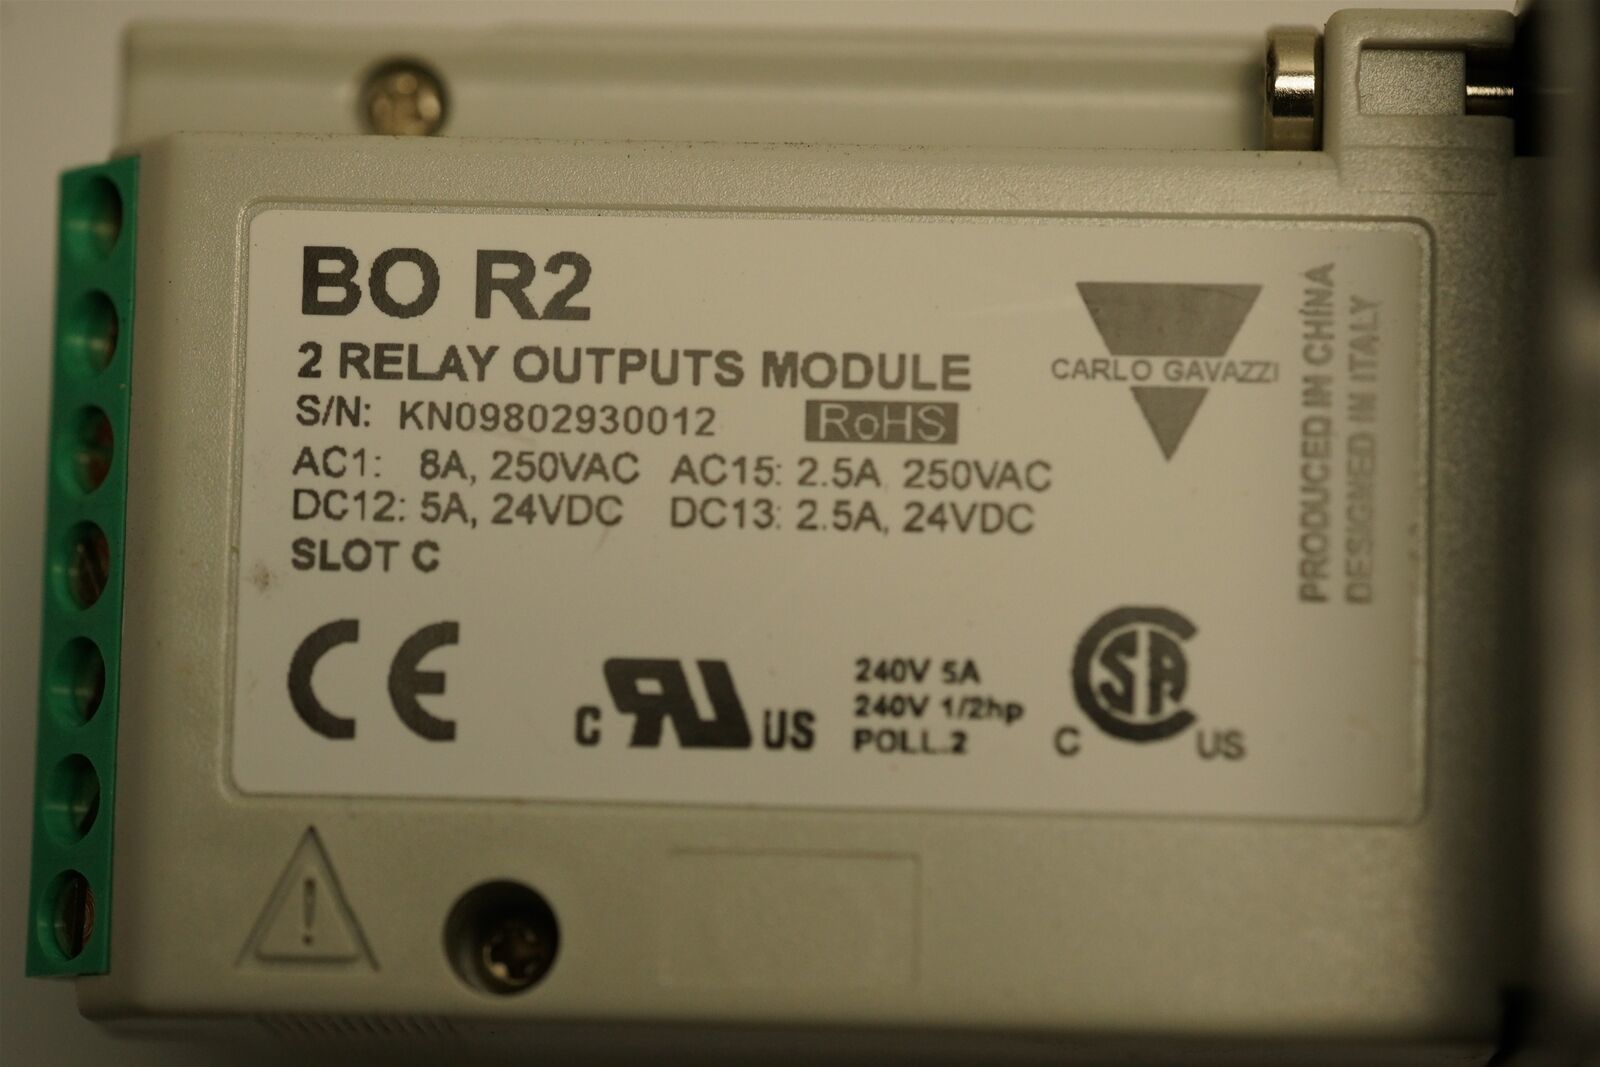 BO R2
2 RELAY OUTPUTS MODULE
S/N: KN09802930012 RoHS
AC1: 8A, 250VAC AC15: 2.5A, 250VAC
DC12: 5A, 24VDC DC13: 2.5A, 24VDC
SLOT C
CARLO GAVAZZI
PRODUCED IN CHINA
DESIGNED IN ITALY
CE
C RU US
240V 5A
240V 1/2hp
POLL.2
C SA US
!